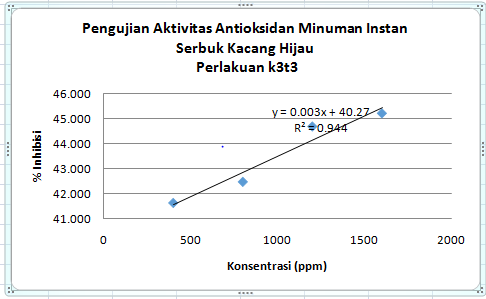 Pengujian Aktivitas Antioksidan Minuman Instan
Serbuk Kacang Hijau
Perlakuan k3t3
46.000
45.000
44.000
43.000
42.000
41.000
% Inhibisi
y = 0.003x + 40.27
R² = 0.944
0
500
1000
1500
2000
Konsentrasi (ppm)